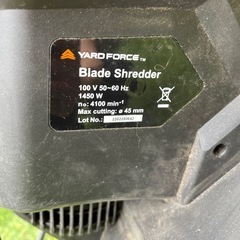 YARD FORCE™
Blade Shredder
100 V 50~60 Hz
1450 W
n₀: 4100 min⁻¹
Max cutting: ø 45 mm
Lot No.: